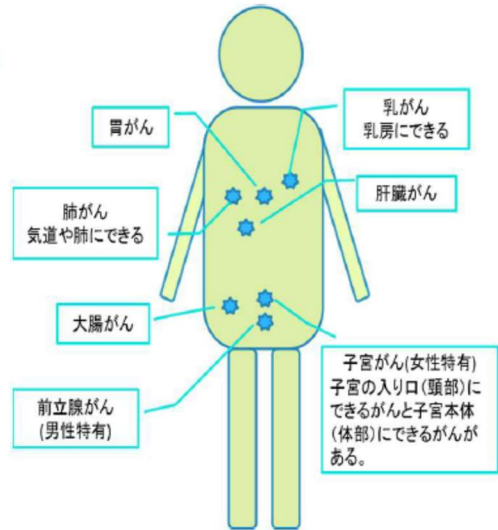 胃がん
乳がん
乳房にできる
肺がん
気道や肺にできる
肝臓がん
大腸がん
前立腺がん
(男性特有)
子宮がん(女性特有)
子宮の入り口(頸部)に
できるがんと子宮本体
(体部)にできるがんが
ある。